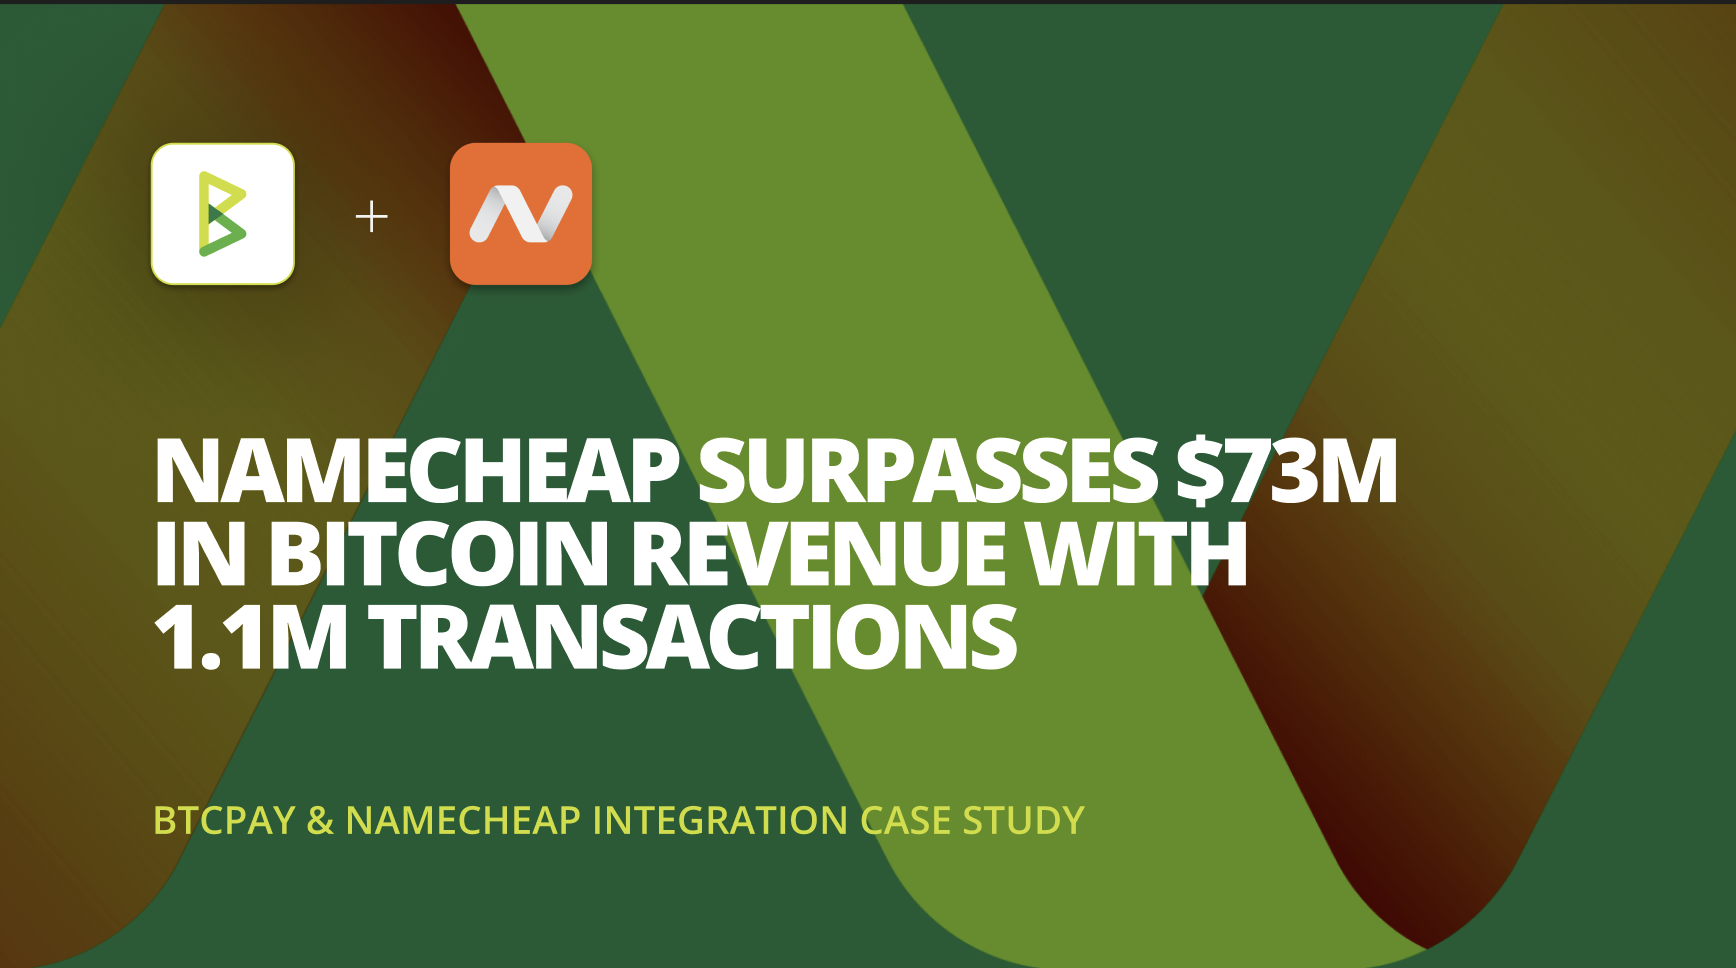 NAMECHEAP SURPASSES $73M
IN BITCOIN REVENUE WITH
1.1M TRANSACTIONS
BTCPAY & NAMECHEAP INTEGRATION CASE STUDY